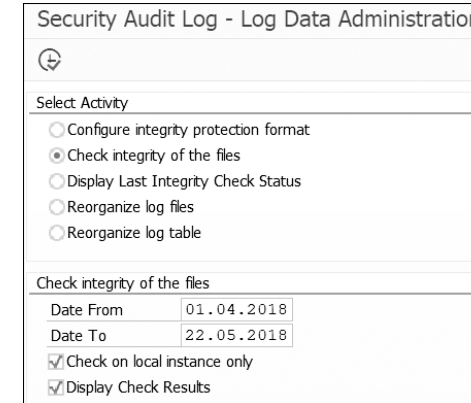 Security Audit Log - Log Data Administration
Select Activity
Configure integrity protection format
Check integrity of the files
Display Last Integrity Check Status
Reorganize log files
Reorganize log table
Check integrity of the files
Date From 01.04.2018
Date To 22.05.2018
Check on local instance only
Display Check Results